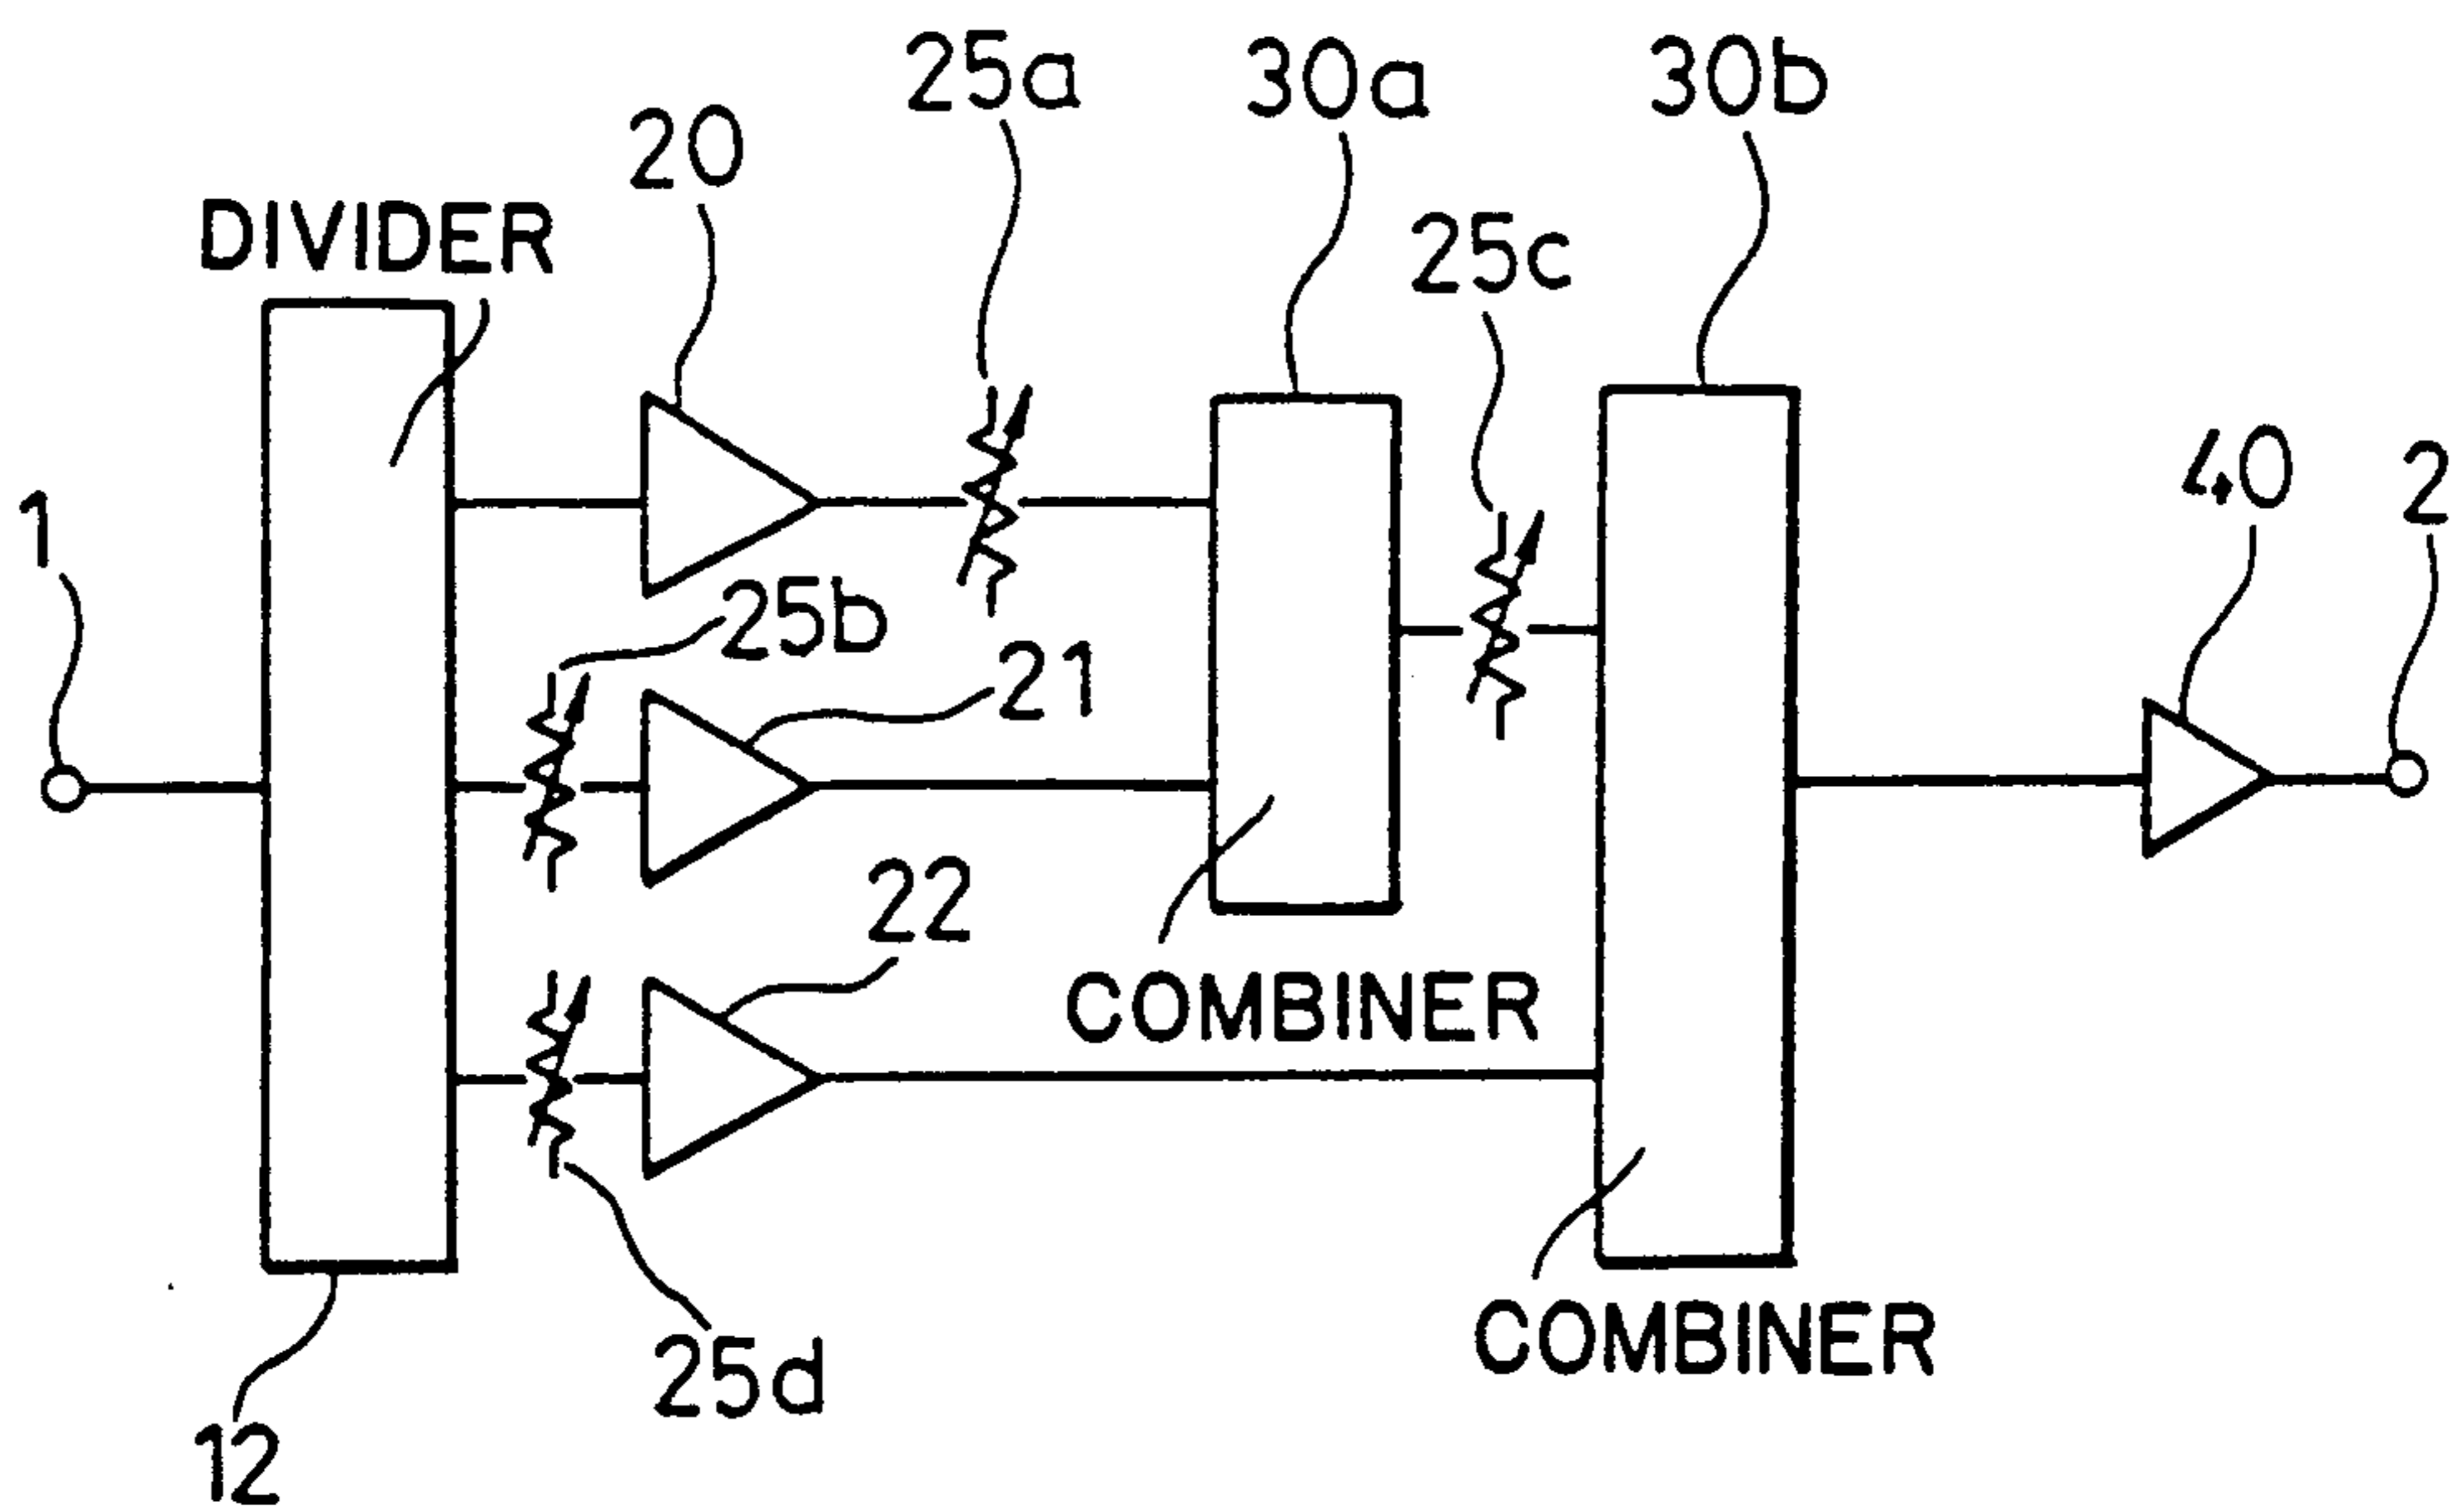 25a
30a
30b
20
DIVIDER
25c
40
2
1
25b
21
22
COMBINER
COMBINER
25d
12